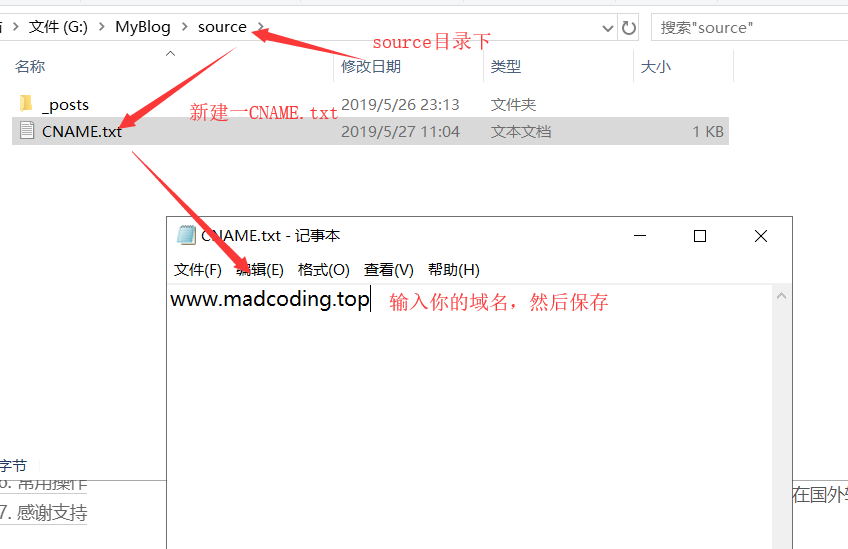 文件 (G:) > MyBlog > source >
搜索"source"
source目录下
名称 修改日期 类型 大小
_posts 2019/5/26 23:13 文件夹
新建一CNAME.txt
CNAME.txt 2019/5/27 11:04 文本文档 1 KB
CNAME.txt - 记事本
文件(F) 编辑(E) 格式(O) 查看(V) 帮助(H)
www.madcoding.top
输入你的域名，然后保存
字节
6. 常用操作
在国外
7. 感谢支持